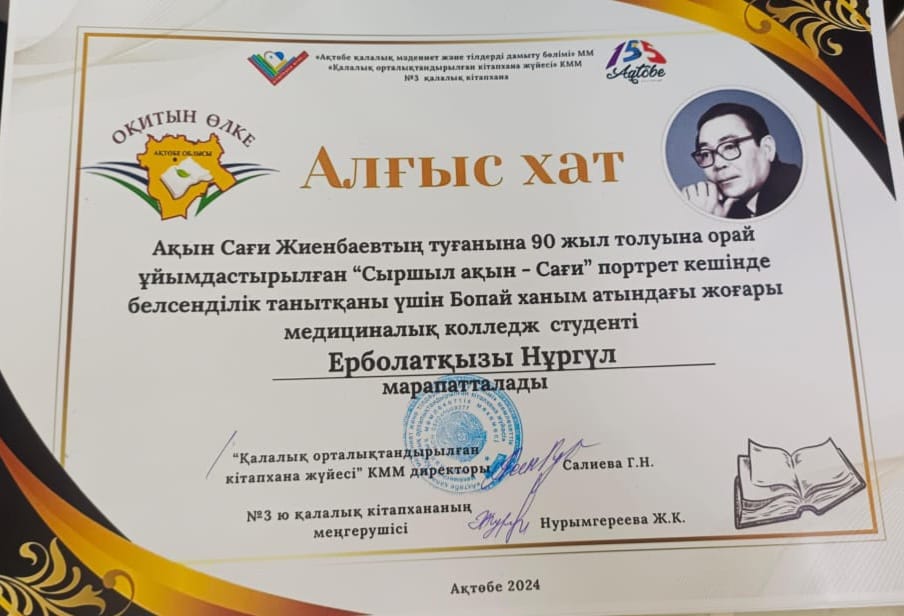 «Ақтөбе қалалық мәдениет және тілдерді дамыту бөлімі» ММ
«Қалалық орталықтандырылған кітапхана жүйесі» КММ
№3 қалалық кітапхана
155
Aqtobe
ОҚИТЫН ӨЛКЕ
АҚТӨБЕ ОБЛЫСЫ
Алғыс хат
Ақын Сағи Жиенбаевтың туғанына 90 жыл толуына орай
ұйымдастырылған “Сыршыл ақын - Сағи” портрет кешінде
белсенділік танытқаны үшін Бопай ханым атындағы жоғары
медициналық колледж студенті
Ерболатқызы Нұргүл
марапатталады
“Қалалық орталықтандырылған
кітапхана жүйесі” КММ директоры
Салиева Г.Н.
№3 ю қалалық кітапхананың
меңгерушісі
Нурымгереева Ж.К.
Ақтөбе 2024